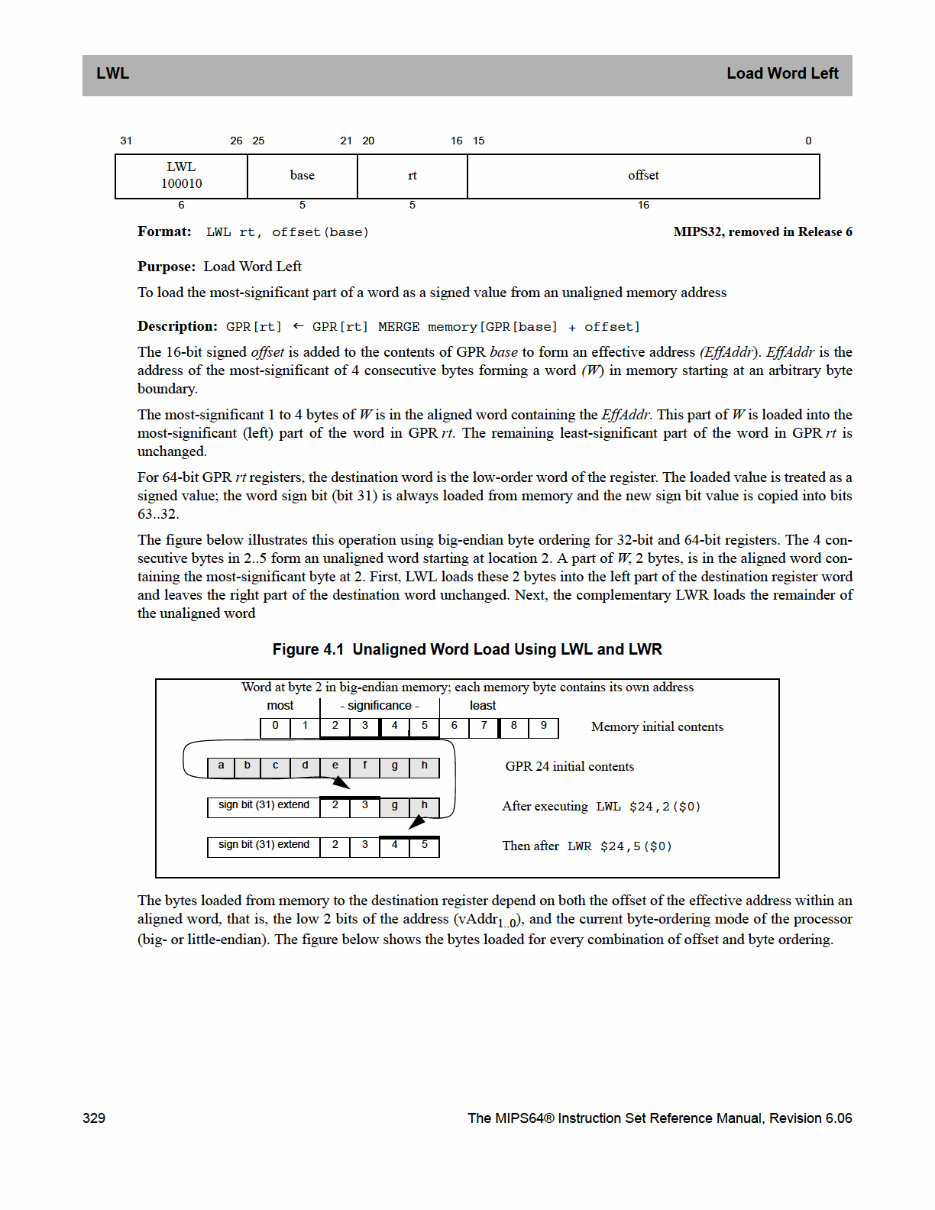 LWL Load Word Left
31 26 25 21 20 16 15 0
LWL
100010 base rt offset
6 5 5 16
Format: LWL rt, offset(base) MIPS32, removed in Release 6
Purpose: Load Word Left
To load the most-significant part of a word as a signed value from an unaligned memory address
Description: GPR[rt] ← GPR[rt] MERGE memory[GPR[base] + offset]
The 16-bit signed offset is added to the contents of GPR base to form an effective address (EffAddr). EffAddr is the
address of the most-significant of 4 consecutive bytes forming a word (W) in memory starting at an arbitrary byte
boundary.
The most-significant 1 to 4 bytes of W is in the aligned word containing the EffAddr. This part of W is loaded into the
most-significant (left) part of the word in GPR rt. The remaining least-significant part of the word in GPR rt is
unchanged.
For 64-bit GPR rt registers, the destination word is the low-order word of the register. The loaded value is treated as a
signed value; the word sign bit (bit 31) is always loaded from memory and the new sign bit value is copied into bits
63..32.
The figure below illustrates this operation using big-endian byte ordering for 32-bit and 64-bit registers. The 4 con-
secutive bytes in 2..5 form an unaligned word starting at location 2. A part of W, 2 bytes, is in the aligned word con-
taining the most-significant byte at 2. First, LWL loads these 2 bytes into the left part of the destination register word
and leaves the right part of the destination word unchanged. Next, the complementary LWR loads the remainder of
the unaligned word
Figure 4.1 Unaligned Word Load Using LWL and LWR
Word at byte 2 in big-endian memory; each memory byte contains its own address
most - significance - least
0 1 2 3 4 5 6 7 8 9 Memory initial contents
a b c d e f g h GPR 24 initial contents
sign bit (31) extend 2 3 g h After executing LWL $24,2($0)
sign bit (31) extend 2 3 4 5 Then after LWR $24,5($0)
The bytes loaded from memory to the destination register depend on both the offset of the effective address within an
aligned word, that is, the low 2 bits of the address (vAddr1..0), and the current byte-ordering mode of the processor
(big- or little-endian). The figure below shows the bytes loaded for every combination of offset and byte ordering.
329 The MIPS64® Instruction Set Reference Manual, Revision 6.06